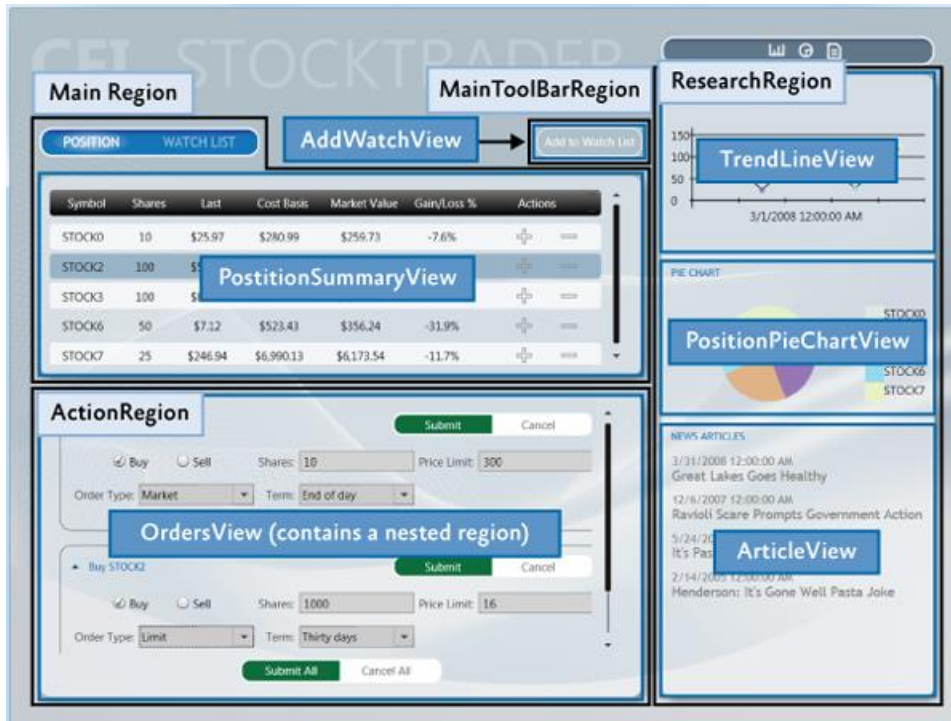 CFI STOCKTRADER
Main Region
MainToolBarRegion
ResearchRegion
POSITION WATCH LIST
AddWatchView
Add to Watch List
150
100
50
0
TrendLineView
3/1/2008 12:00:00 AM
Symbol Shares Last Cost Basis Market Value Gain/Loss % Actions
STOCK0 10 $25.97 $280.99 $259.73 -7.6%
STOCK2 100
PostitionSummaryView
STOCK3 100
STOCK6 50 $7.12 $523.43 $356.24 -31.9%
STOCK7 25 $246.94 $6,990.13 $6,173.54 -11.7%
PIE CHART
STOCK0
PositionPieChartView
STOCK6
STOCK7
ActionRegion
Submit Cancel
Buy Sell Shares: 10 Price Limit: 300
Order Type: Market Term: End of day
OrdersView (contains a nested region)
Buy STOCK2 Submit Cancel
Buy Sell Shares: 1000 Price Limit: 16
Order Type: Limit Term: Thirty days
Submit All Cancel All
NEWS ARTICLES
3/31/2008 12:00:00 AM
Great Lakes Goes Healthy
12/6/2007 12:00:00 AM
Ravioli Scare Prompts Government Action
It's
ArticleView
2/14/2005 12:00:00 AM
Henderson: It's Gone Well Pasta Joke